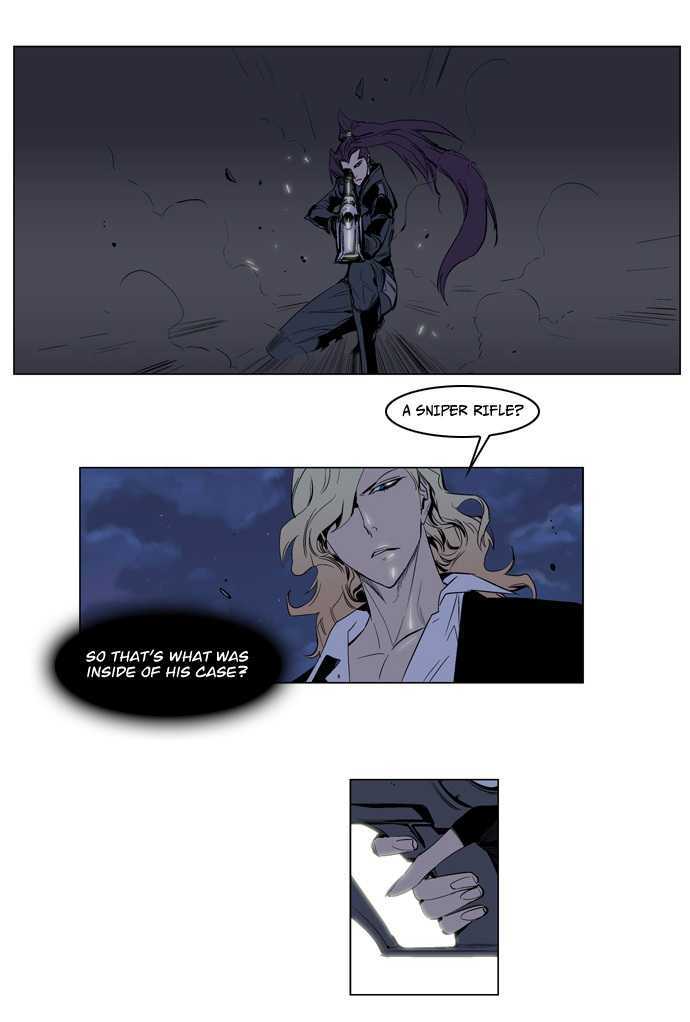 A SNIPER RIFLE?
SO THAT'S WHAT WAS
INSIDE OF HIS CASE?